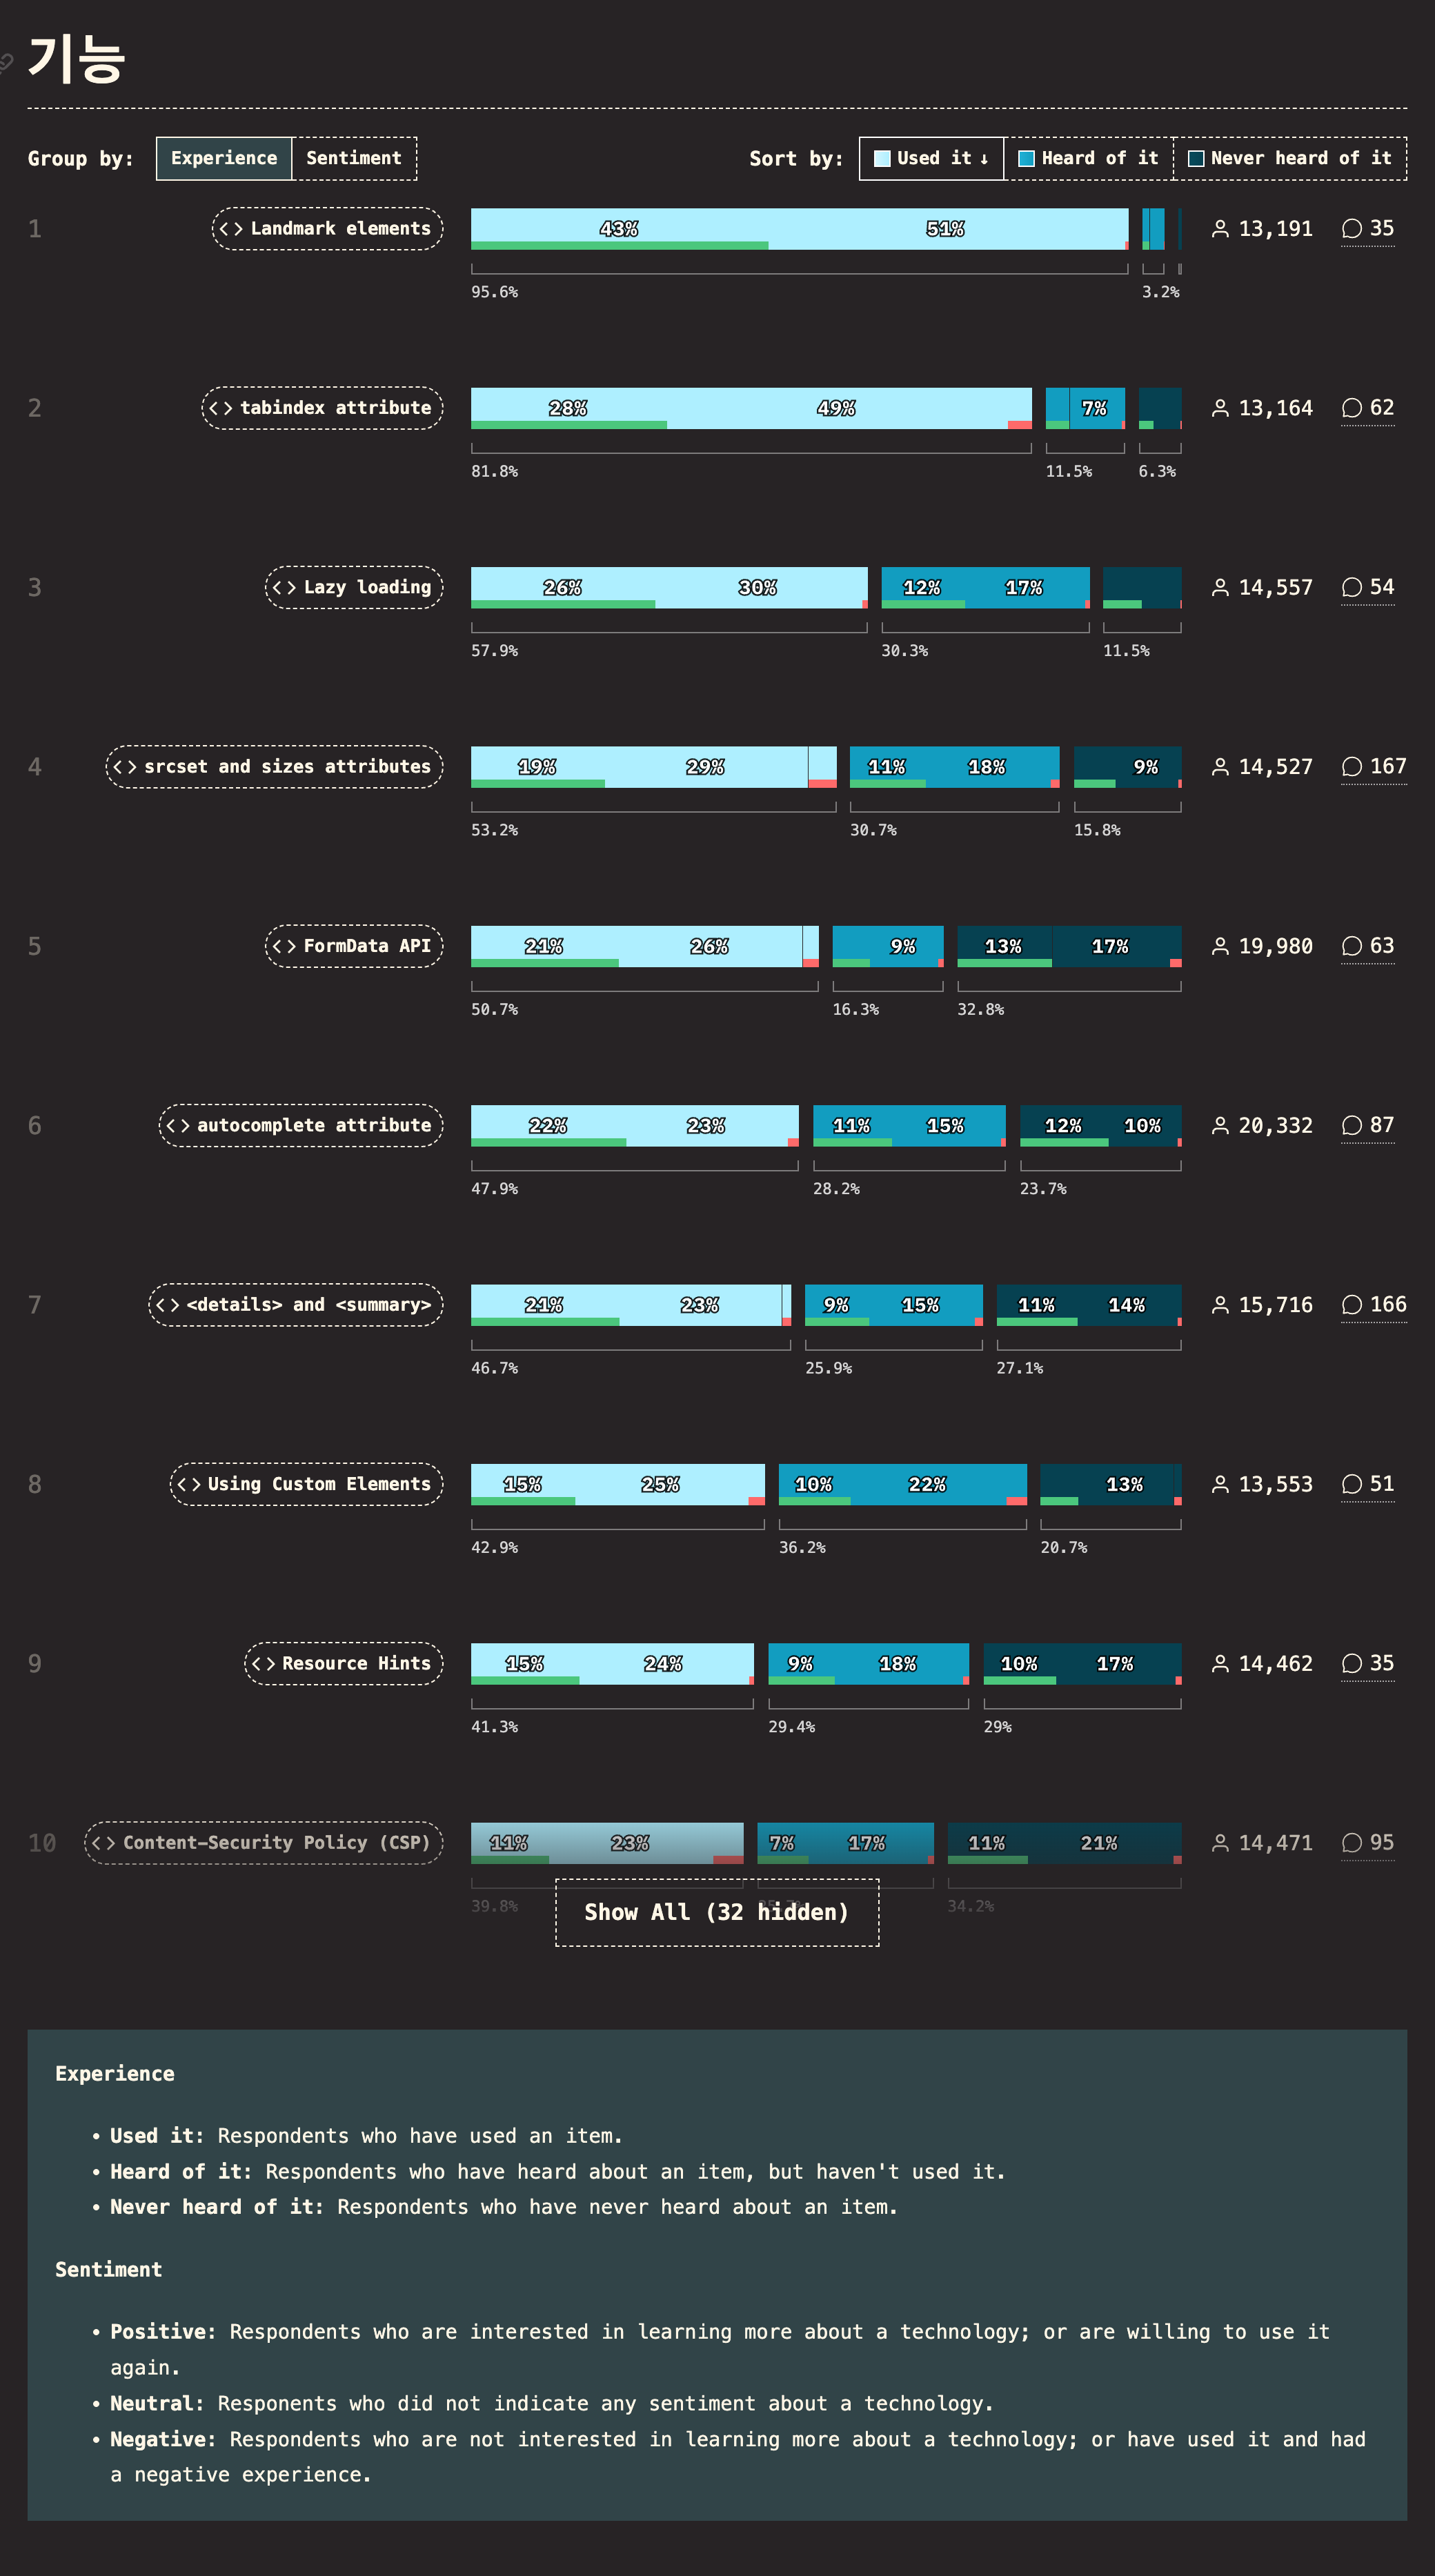 기능
Group by: Experience Sentiment Sort by: Used it ↓ Heard of it Never heard of it
1 <> Landmark elements 43% 51% 13,191 35
95.6% 3.2%
2 <> tabindex attribute 28% 49% 7% 13,164 62
81.8% 11.5% 6.3%
3 <> Lazy loading 26% 30% 12% 17% 14,557 54
57.9% 30.3% 11.5%
4 <> srcset and sizes attributes 19% 29% 11% 18% 9% 14,527 167
53.2% 30.7% 15.8%
5 <> FormData API 21% 26% 9% 13% 17% 19,980 63
50.7% 16.3% 32.8%
6 <> autocomplete attribute 22% 23% 11% 15% 12% 10% 20,332 87
47.9% 28.2% 23.7%
7 <> <details> and <summary> 21% 23% 9% 15% 11% 14% 15,716 166
46.7% 25.9% 27.1%
8 <> Using Custom Elements 15% 25% 10% 22% 13% 13,553 51
42.9% 36.2% 20.7%
9 <> Resource Hints 15% 24% 9% 18% 10% 17% 14,462 35
41.3% 29.4% 29%
10 <> Content-Security Policy (CSP) 11% 23% 7% 17% 11% 21% 14,471 95
39.8% 34.2%
Show All (32 hidden)
Experience
• Used it: Respondents who have used an item.
• Heard of it: Respondents who have heard about an item, but haven't used it.
• Never heard of it: Respondents who have never heard about an item.
Sentiment
• Positive: Respondents who are interested in learning more about a technology; or are willing to use it
again.
• Neutral: Responents who did not indicate any sentiment about a technology.
• Negative: Respondents who are not interested in learning more about a technology; or have used it and had
a negative experience.